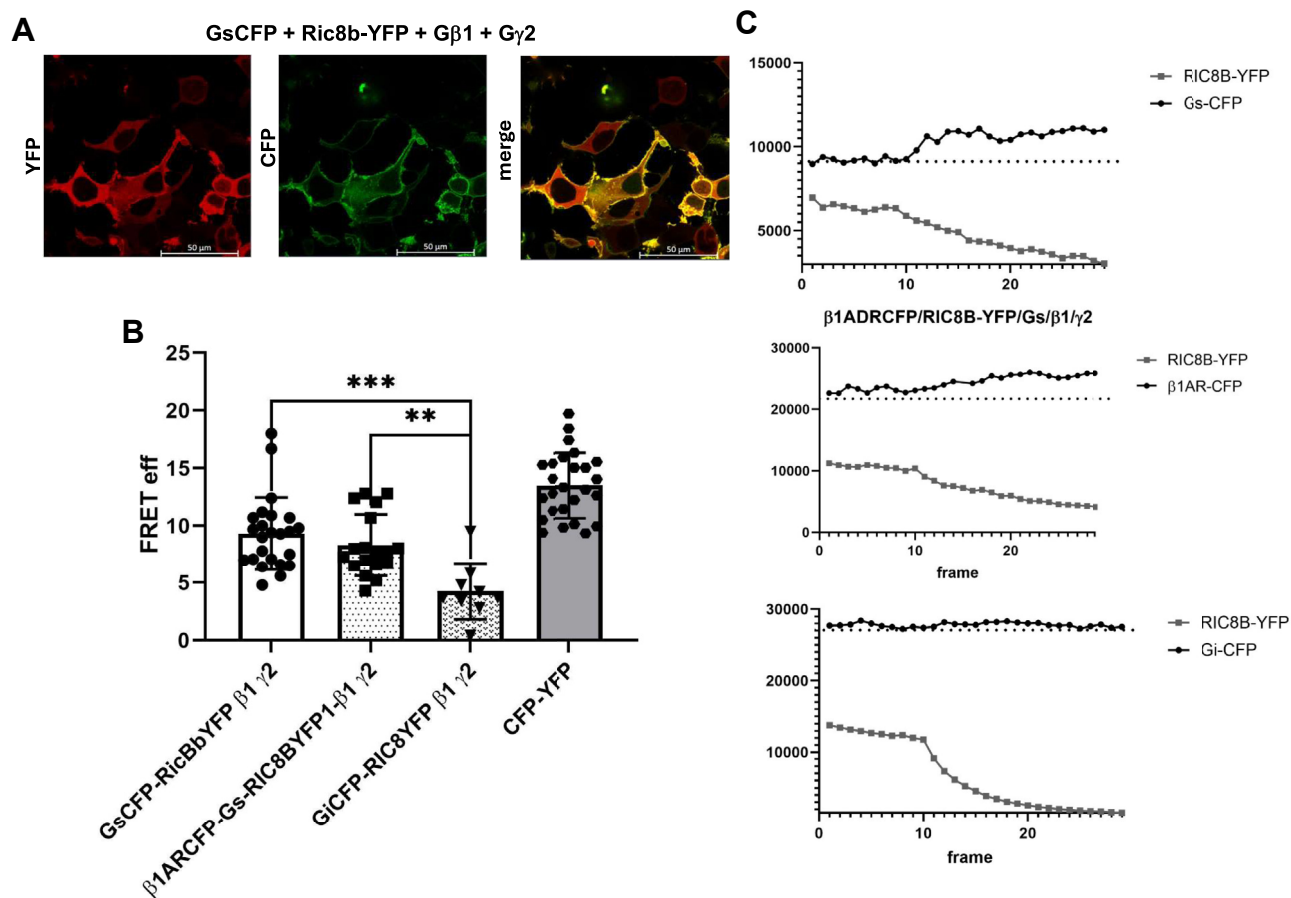 A
GsCFP + Ric8b-YFP + Gβ1 + Gγ2
YFP
50 µm
CFP
50 µm
merge
50 µm
B
25
20
15
10
5
0
FRET eff
***
**
GsCFP-RicBbYFP β1 γ2
β1ARCFP-Gs-RIC8BYFP1-β1 γ2
GiCFP-RIC8YFP β1 γ2
CFP-YFP
C
15000
10000
5000
0
10
20
RIC8B-YFP
Gs-CFP
β1ADRCFP/RIC8B-YFP/Gs/β1/γ2
30000
20000
10000
0
0
10
20
frame
RIC8B-YFP
β1AR-CFP
30000
20000
10000
0
10
20
frame
RIC8B-YFP
Gi-CFP